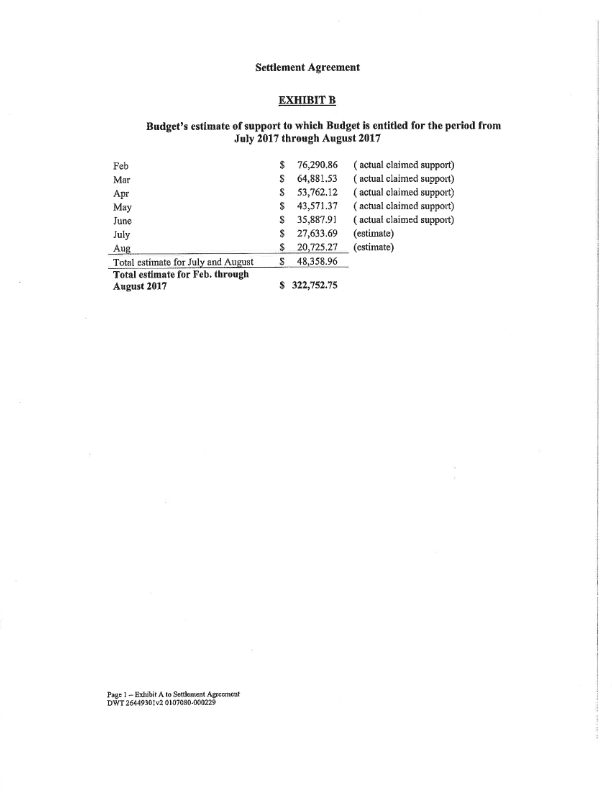 Settlement Agreement
EXHIBIT B
Budget's estimate of support to which Budget is entitled for the period from
July 2017 through August 2017
Feb $ 76,290.86 ( actual claimed support)
Mar $ 64,881.53 ( actual claimed support)
Apr $ 53,762.12 ( actual claimed support)
May $ 43,571.37 ( actual claimed support)
June $ 35,887.91 ( actual claimed support)
July $ 27,633.69 (estimate)
Aug $ 20,725.27 (estimate)
Total estimate for July and August $ 48,358.96
Total estimate for Feb. through
August 2017 $ 322,752.75
Page 1 – Exhibit A to Settlement Agreement
DWT 26449301v2 0107080-000229